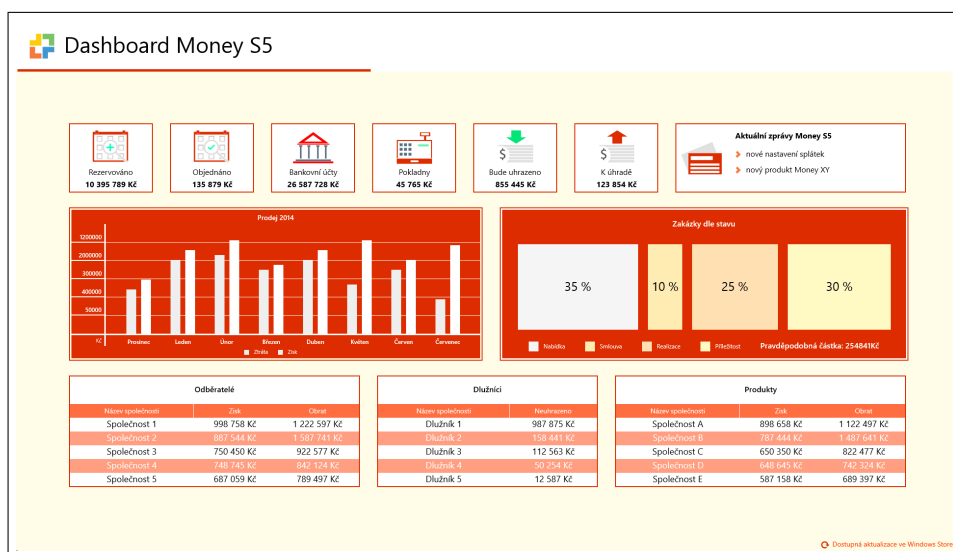 Dashboard Money S5
Rezervováno
10 395 789 Kč
Objednáno
135 879 Kč
Bankovní účty
26 587 728 Kč
Pokladny
45 765 Kč
Bude uhrazeno
855 445 Kč
K úhradě
123 854 Kč
Aktuální zprávy Money S5
nové nastavení splátek
nový produkt Money XY
Prodej 2014
1200000
2000000
300000
400000
50000
Kč
Prosinec Leden Únor Březen Duben Květen Červen Červenec
Ztráta Zisk
Zakázky dle stavu
35 % 10 % 25 % 30 %
Nabídka Smlouva Realizace Příležitost Pravděpodobná částka: 254841Kč
Odběratelé
Název společnosti Zisk Obrat
Společnost 1 998 758 Kč 1 222 597 Kč
Společnost 2 887 544 Kč 1 587 741 Kč
Společnost 3 750 450 Kč 922 577 Kč
Společnost 4 748 745 Kč 842 124 Kč
Společnost 5 687 059 Kč 789 497 Kč
Dlužníci
Název společnosti Neuhrazeno
Dlužník 1 987 875 Kč
Dlužník 2 158 441 Kč
Dlužník 3 112 563 Kč
Dlužník 4 50 254 Kč
Dlužník 5 12 587 Kč
Produkty
Název společnosti Zisk Obrat
Společnost A 898 658 Kč 1 122 497 Kč
Společnost B 787 444 Kč 1 487 641 Kč
Společnost C 650 350 Kč 822 477 Kč
Společnost D 648 645 Kč 742 324 Kč
Společnost E 587 158 Kč 689 397 Kč
Dostupná aktualizace ve Windows Store